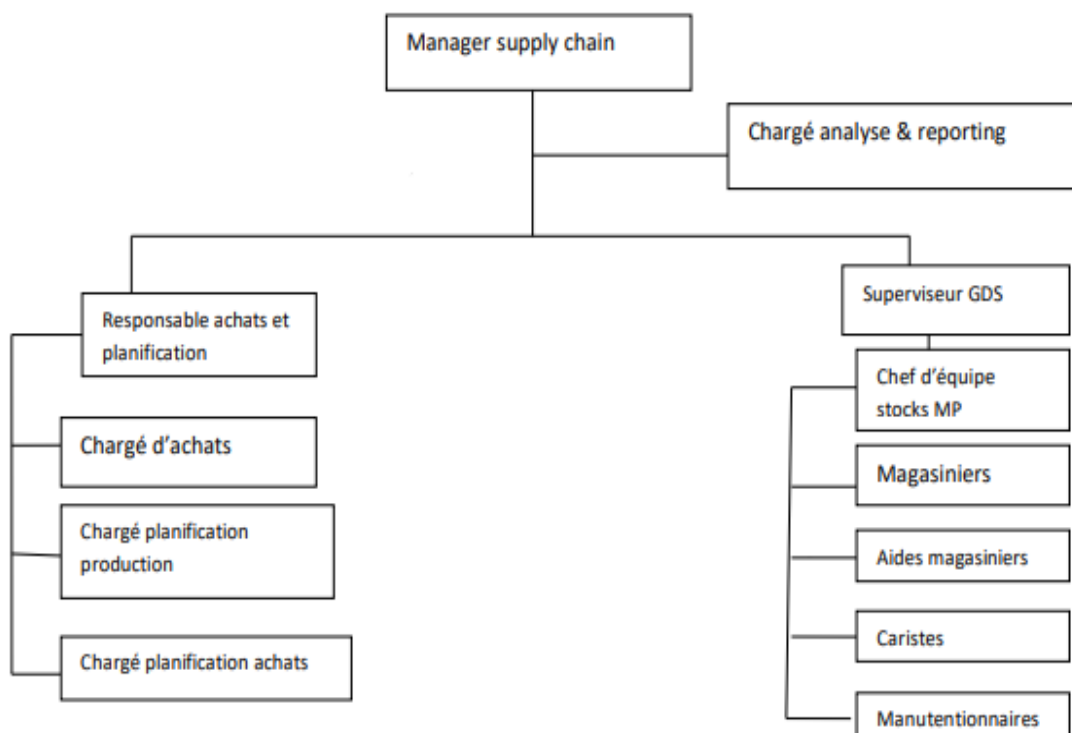 Manager supply chain
Chargé analyse & reporting
Responsable achats et
planification
Chargé d’achats
Chargé planification
production
Chargé planification achats
Superviseur GDS
Chef d’équipe
stocks MP
Magasiniers
Aides magasiniers
Caristes
Manutentionnaires